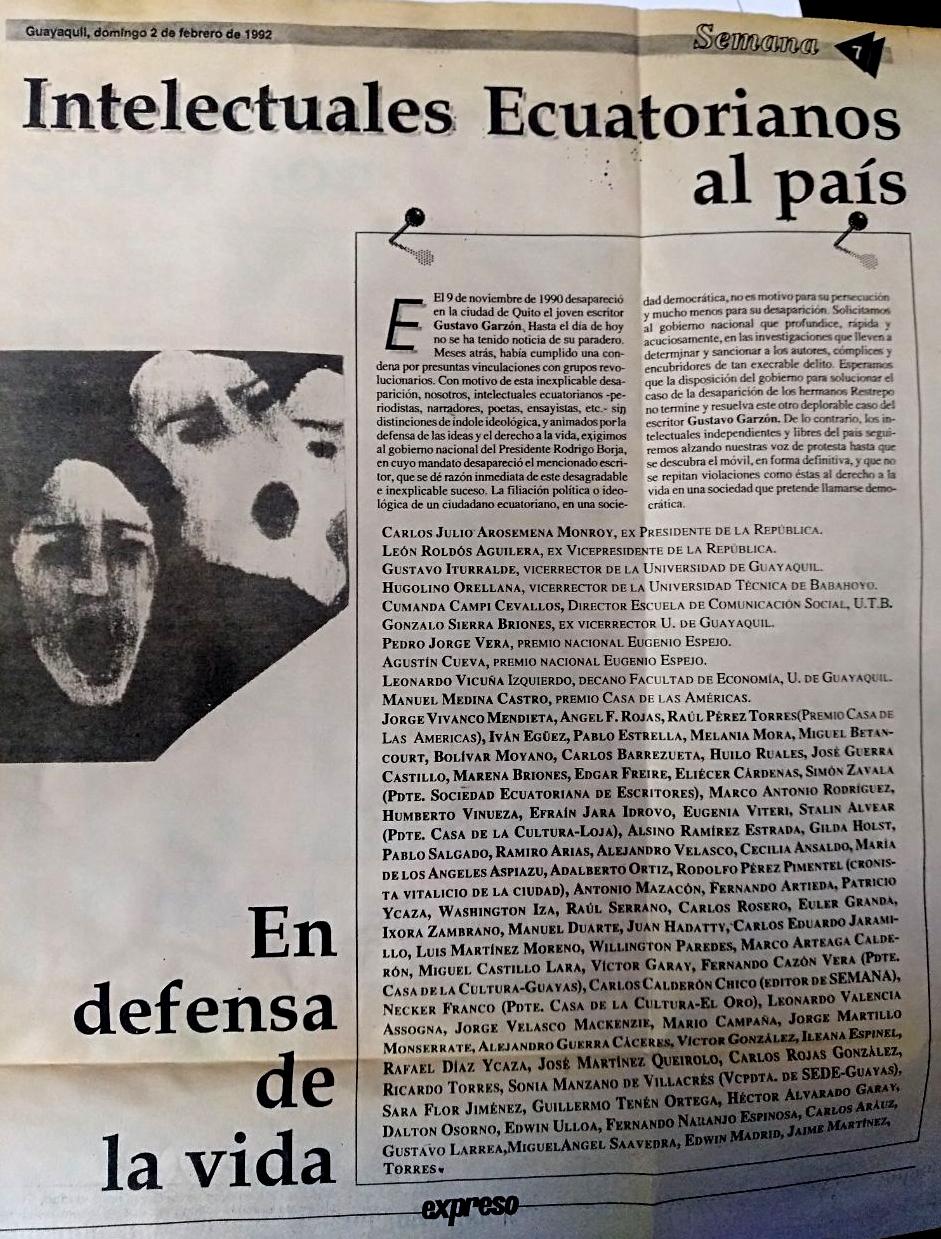 Guayaquil, domingo 2 de febrero de 1992
Semana
7
Intelectuales Ecuatorianos
al país
E
El 9 de noviembre de 1990 desapareció
en la ciudad de Quito el joven escritor
Gustavo Garzón. Hasta el día de hoy
no se ha tenido noticia de su paradero.
Meses atrás, había cumplido una con-
dena por presuntas vinculaciones con grupos revo-
lucionarios. Con motivo de esta inexplicable desa-
parición, nosotros, intelectuales ecuatorianos -pe-
riodistas, narradores, poetas, ensayistas, etc.- sin
distinciones de índole ideológica, y animados por la
defensa de las ideas y el derecho a la vida, exigimos
al gobierno nacional del Presidente Rodrigo Borja,
en cuyo mandato desapareció el mencionado escri-
tor, que se dé razón inmediata de este desagradable
e inexplicable suceso. La filiación política o ideo-
lógica de un ciudadano ecuatoriano, en una socie-
dad democrática, no es motivo para su persecución
y mucho menos para su desaparición. Solicitamos
al gobierno nacional que profundice, rápida y
acuciosamente, en las investigaciones que lleven a
determinar y sancionar a los autores, cómplices y
encubridores de tan execrable delito. Esperamos
que la disposición del gobierno para solucionar el
caso de la desaparición de los hermanos Restrepo
no termine y resuelva este otro deplorable caso del
escritor Gustavo Garzón. De lo contrario, los in-
telectuales independientes y libres del país segui-
remos alzando nuestras voz de protesta hasta que
se descubra el móvil, en forma definitiva, y que no
se repitan violaciones como éstas al derecho a la
vida en una sociedad que pretende llamarse demo-
crática.
CARLOS JULIO AROSEMENA MONROY, EX PRESIDENTE DE LA REPÚBLICA.
LEÓN ROLDÓS AGUILERA, EX VICEPRESIDENTE DE LA REPÚBLICA.
GUSTAVO ITURRALDE, VICERRECTOR DE LA UNIVERSIDAD DE GUAYAQUIL.
HUGOLINO ORELLANA, VICERRECTOR DE LA UNIVERSIDAD TÉCNICA DE BABAHOYO.
CUMANDA CAMPI CEVALLOS, DIRECTOR ESCUELA DE COMUNICACIÓN SOCIAL, U.T.B.
GONZALO SIERRA BRIONES, EX VICERRECTOR U. DE GUAYAQUIL.
PEDRO JORGE VERA, PREMIO NACIONAL EUGENIO ESPEJO.
AGUSTÍN CUEVA, PREMIO NACIONAL EUGENIO ESPEJO.
LEONARDO VICUÑA IZQUIERDO, DECANO FACULTAD DE ECONOMÍA, U. DE GUAYAQUIL.
MANUEL MEDINA CASTRO, PREMIO CASA DE LAS AMÉRICAS.
JORGE VIVANCO MENDIETA, ANGEL F. ROJAS, RAÚL PÉREZ TORRES(PREMIO CASA DE
LAS AMERICAS), IVÁN EGÜEZ, PABLO ESTRELLA, MELANIA MORA, MIGUEL BETAN-
COURT, BOLÍVAR MOYANO, CARLOS BARREZUETA, HUILO RUALES, JOSÉ GUERRA
CASTILLO, MARENA BRIONES, EDGAR FREIRE, ELIÉCER CÁRDENAS, SIMÓN ZAVALA
(PDTE. SOCIEDAD ECUATORIANA DE ESCRITORES), MARCO ANTONIO RODRÍGUEZ,
HUMBERTO VINUEZA, EFRAÍN JARA IDROVO, EUGENIA VITERI, STALIN ALVEAR
(PDTE. CASA DE LA CULTURA-LOJA), ALSINO RAMÍREZ ESTRADA, GILDA HOLST,
PABLO SALGADO, RAMIRO ARIAS, ALEJANDRO VELASCO, CECILIA ANSALDO, MARÍA
DE LOS ANGELES ASPIAZU, ADALBERTO ORTIZ, RODOLFO PÉREZ PIMENTEL (CRONIS-
TA VITALICIO DE LA CIUDAD), ANTONIO MAZACÓN, FERNANDO ARTIEDA, PATRICIO
YCAZA, WASHINGTON IZA, RAÚL SERRANO, CARLOS ROSERO, EULER GRANDA,
IXORA ZAMBRANO, MANUEL DUARTE, JUAN HADATTY, CARLOS EDUARDO JARAMI-
LLO, LUIS MARTÍNEZ MORENO, WILLINGTON PAREDES, MARCO ARTEAGA CALDE-
RÓN, MIGUEL CASTILLO LARA, VÍCTOR GARAY, FERNANDO CAZÓN VERA (PDTE.
CASA DE LA CULTURA-GUAYAS), CARLOS CALDERÓN CHICO (EDITOR DE SEMANA),
NECKER FRANCO (PDTE. CASA DE LA CULTURA-EL ORO), LEONARDO VALENCIA
ASSOGNA, JORGE VELASCO MACKENZIE, MARIO CAMPAÑA, JORGE MARTILLO
MONSERRATE, ALEJANDRO GUERRA CÁCERES, VÍCTOR GONZÁLEZ, ILEANA ESPINEL,
RAFAEL DÍAZ YCAZA, JOSÉ MARTÍNEZ QUEIROLO, CARLOS ROJAS GONZÁLEZ,
RICARDO TORRES, SONIA MANZANO DE VILLACRÉS (VCPDTA. DE SEDE-GUAYAS),
SARA FLOR JIMÉNEZ, GUILLERMO TENÉN ORTEGA, HÉCTOR ALVARADO GARAY,
DALTON OSORNO, EDWIN ULLOA, FERNANDO NARANJO ESPINOSA, CARLOS ARAUZ,
GUSTAVO LARREA,MIGUEL ANGEL SAAVEDRA, EDWIN MADRID, JAIME MARTÍNEZ,
TORRES
En
defensa
de
la vida
expreso